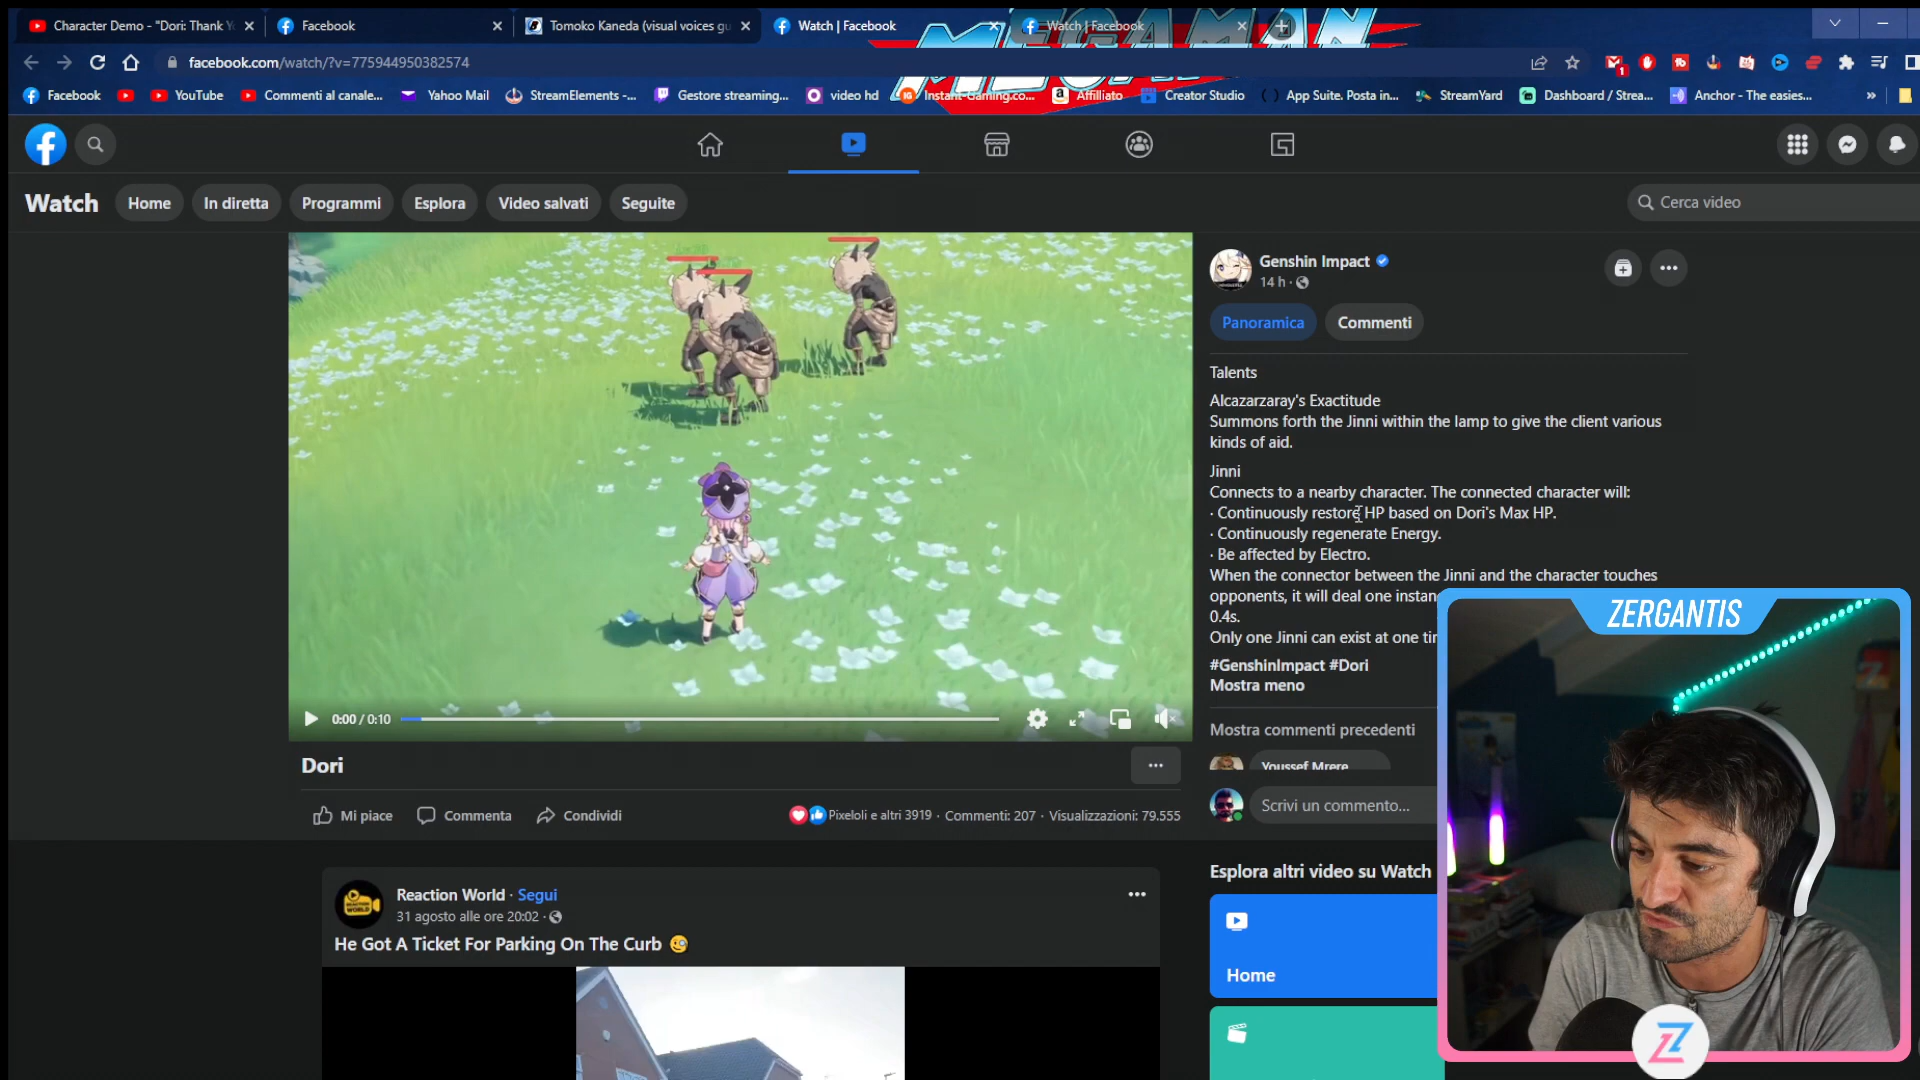 Character Demo - "Dori: Thank Y
Facebook
Tomoko Kaneda (visual voices gu
Watch | Facebook
Watch | Facebook
facebook.com/watch/?v=775944950382574
1
Facebook
YouTube
Commenti al canale...
Yahoo Mail
StreamElements -...
Gestore streaming...
video hd
Instant-Gaming.co...
Affiliato
Creator Studio
App Suite. Posta in...
StreamYard
Dashboard / Strea...
Anchor - The easies...
Watch
Home
In diretta
Programmi
Esplora
Video salvati
Seguite
Cerca video
Genshin Impact
14 h ·
Panoramica
Commenti
Talents
Alcazarzaray's Exactitude
Summons forth the Jinni within the lamp to give the client various
kinds of aid.
Jinni
Connects to a nearby character. The connected character will:
· Continuously restore HP based on Dori's Max HP.
· Continuously regenerate Energy.
· Be affected by Electro.
When the connector between the Jinni and the character touches
opponents, it will deal one instan
0.4s.
Only one Jinni can exist at one tim
#GenshinImpact #Dori
Mostra meno
Mostra commenti precedenti
Youssef Mrere
Scrivi un commento...
0:00 / 0:10
Dori
Mi piace
Commenta
Condividi
Pixeloli e altri 3919 · Commenti: 207 · Visualizzazioni: 79.555
Reaction World · Segui
31 agosto alle ore 20:02 ·
He Got A Ticket For Parking On The Curb
Esplora altri video su Watch
Home
ZERGANTIS